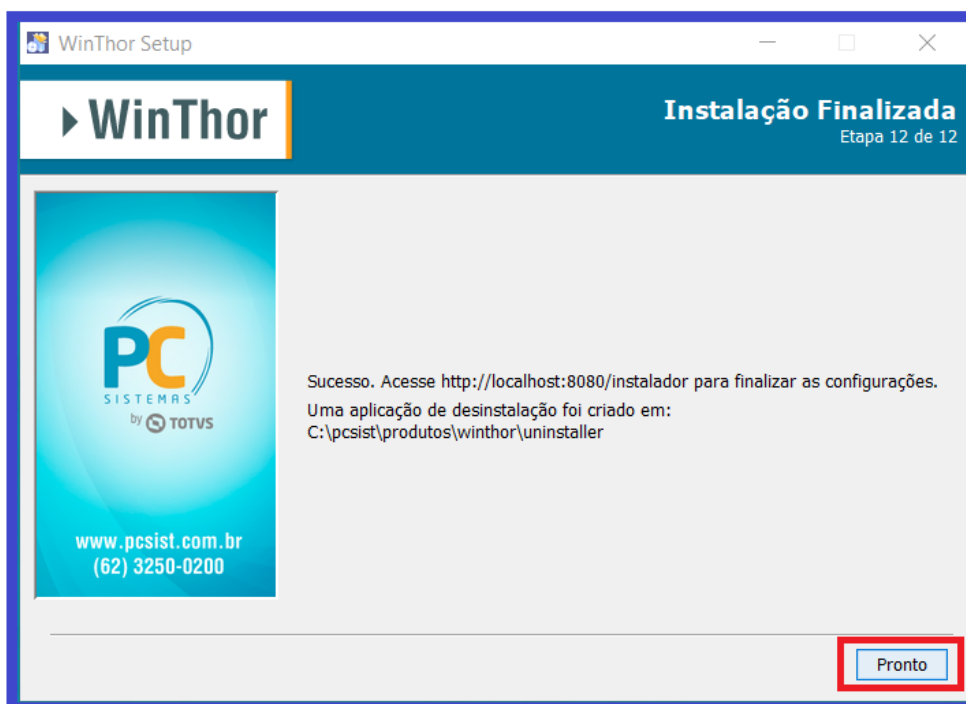 WinThor Setup
WinThor
Instalação Finalizada
Etapa 12 de 12
PC
SISTEMAS
by TOTVS
www.pcsist.com.br
(62) 3250-0200
Sucesso. Acesse http://localhost:8080/instalador para finalizar as configurações.
Uma aplicação de desinstalação foi criado em:
C:\pcsist\produtos\winthor\uninstaller
Pronto